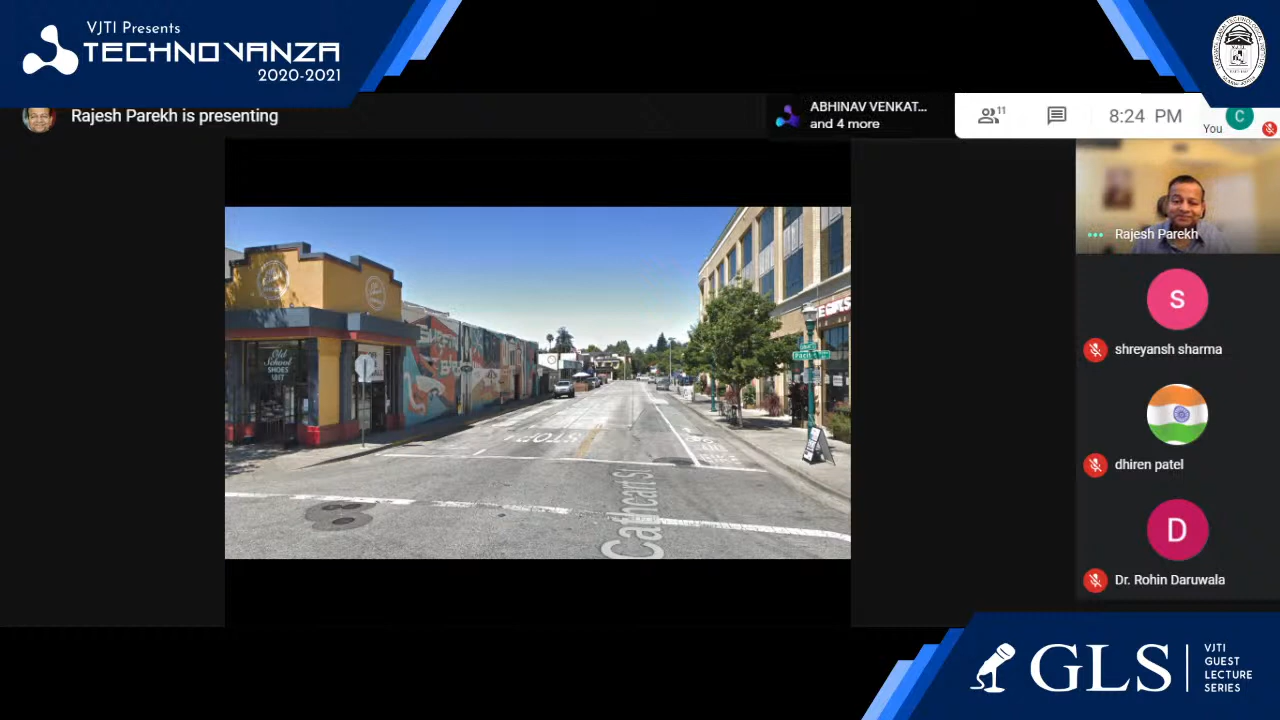 VJTI Presents
TECHNOVANZA
2020-2021
Rajesh Parekh is presenting
ABHINAV VENKAT...
and 4 more
11
8:24 PM
You
C
Rajesh Parekh
S
shreyansh sharma
dhiren patel
D
Dr. Rohin Daruwala
Old
School
SHOES
STOP
Cathcart St
GLS
VJTI
GUEST
LECTURE
SERIES